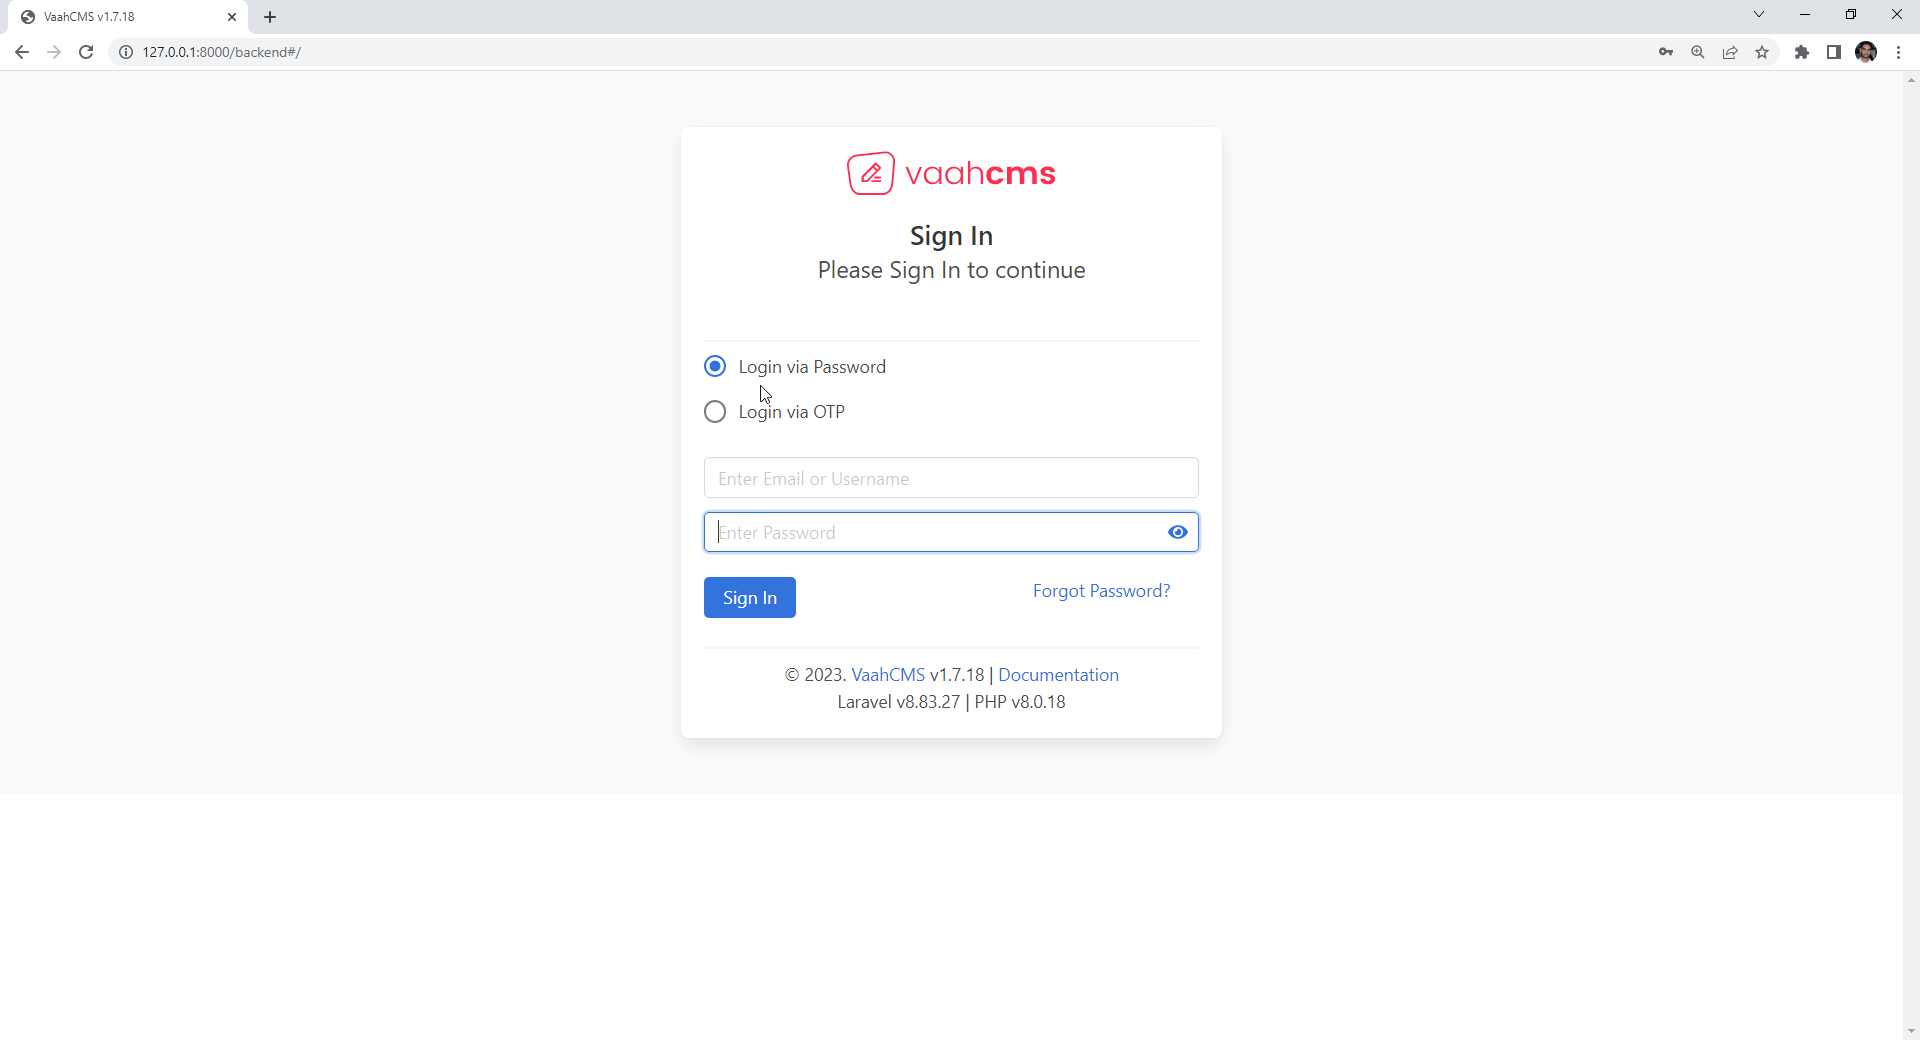 VaahCMS v1.7.18
127.0.0.1:8000/backend#/
vaahcms
Sign In
Please Sign In to continue
Login via Password
Login via OTP
Enter Email or Username
Enter Password
Sign In
Forgot Password?
© 2023. VaahCMS v1.7.18 | Documentation
Laravel v8.83.27 | PHP v8.0.18